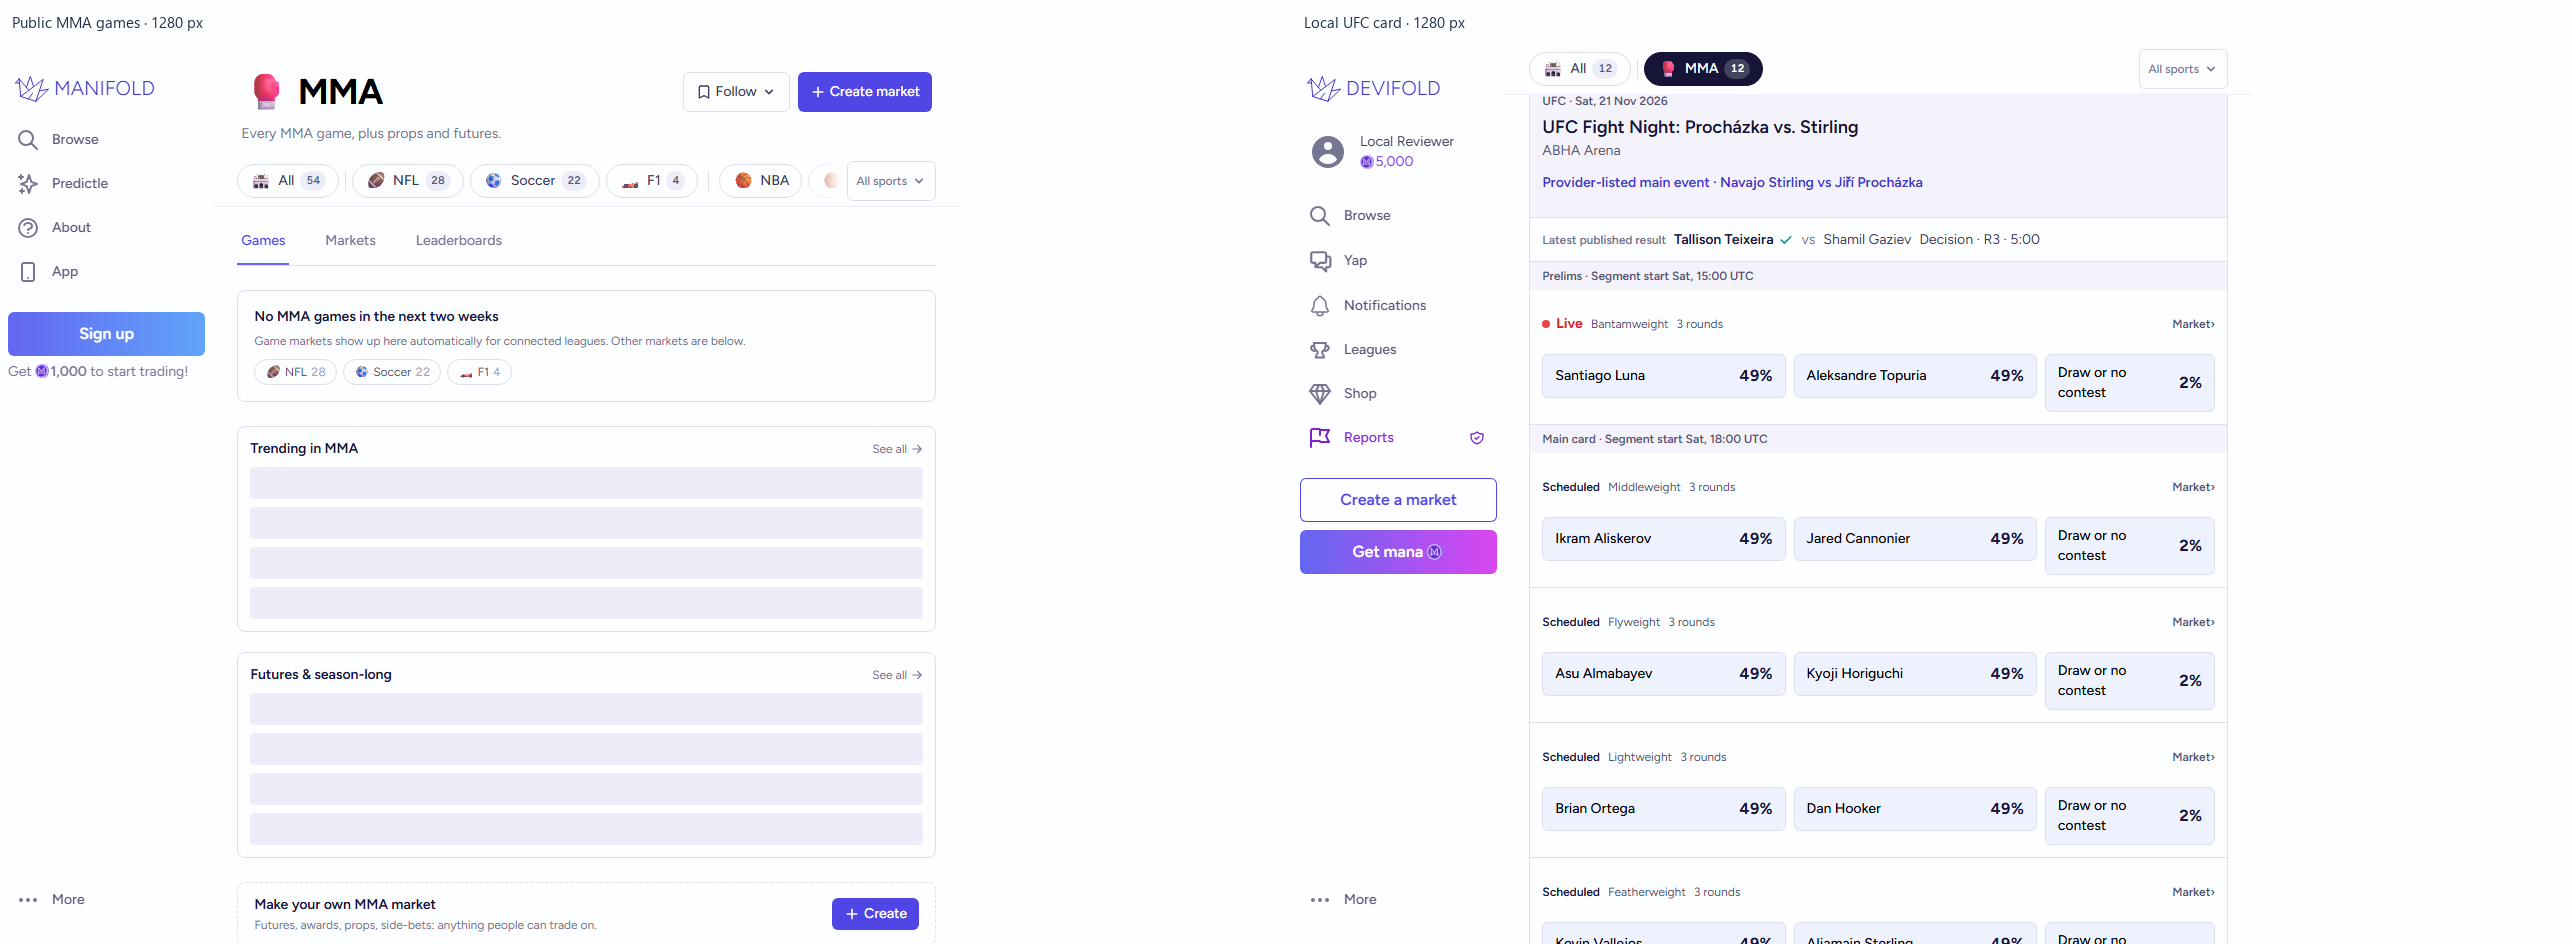 Public MMA games · 1280 px
MANIFOLD
Browse
Predictle
About
App
Sign up
Get 1,000 to start trading!
More
MMA
Follow
Create market
Every MMA game, plus props and futures.
All 54
NFL 28
Soccer 22
F1 4
NBA
All sports
Games
Markets
Leaderboards
No MMA games in the next two weeks
Game markets show up here automatically for connected leagues. Other markets are below.
NFL 28
Soccer 22
F1 4
Trending in MMA
See all →
Futures & season-long
See all →
Make your own MMA market
Futures, awards, props, side-bets: anything people can trade on.
+ Create
Local UFC card · 1280 px
DEVIFOLD
Local Reviewer
5,000
Browse
Yap
Notifications
Leagues
Shop
Reports
Create a market
Get mana
More
All 12
MMA 12
All sports
UFC · Sat, 21 Nov 2026
UFC Fight Night: Procházka vs. Stirling
ABHA Arena
Provider-listed main event · Navajo Stirling vs Jiří Procházka
Latest published result Tallison Teixeira ✓ vs Shamil Gaziev Decision · R3 · 5:00
Prelims · Segment start Sat, 15:00 UTC
Live Bantamweight 3 rounds
Market›
Santiago Luna 49%
Aleksandre Topuria 49%
Draw or no contest 2%
Main card · Segment start Sat, 18:00 UTC
Scheduled Middleweight 3 rounds
Market›
Ikram Aliskerov 49%
Jared Cannonier 49%
Draw or no contest 2%
Scheduled Flyweight 3 rounds
Market›
Asu Almabayev 49%
Kyoji Horiguchi 49%
Draw or no contest 2%
Scheduled Lightweight 3 rounds
Market›
Brian Ortega 49%
Dan Hooker 49%
Draw or no contest 2%
Scheduled Featherweight 3 rounds
Market›
Kevin Vallejos 49%
Aljamain Sterling 49%
Draw or no